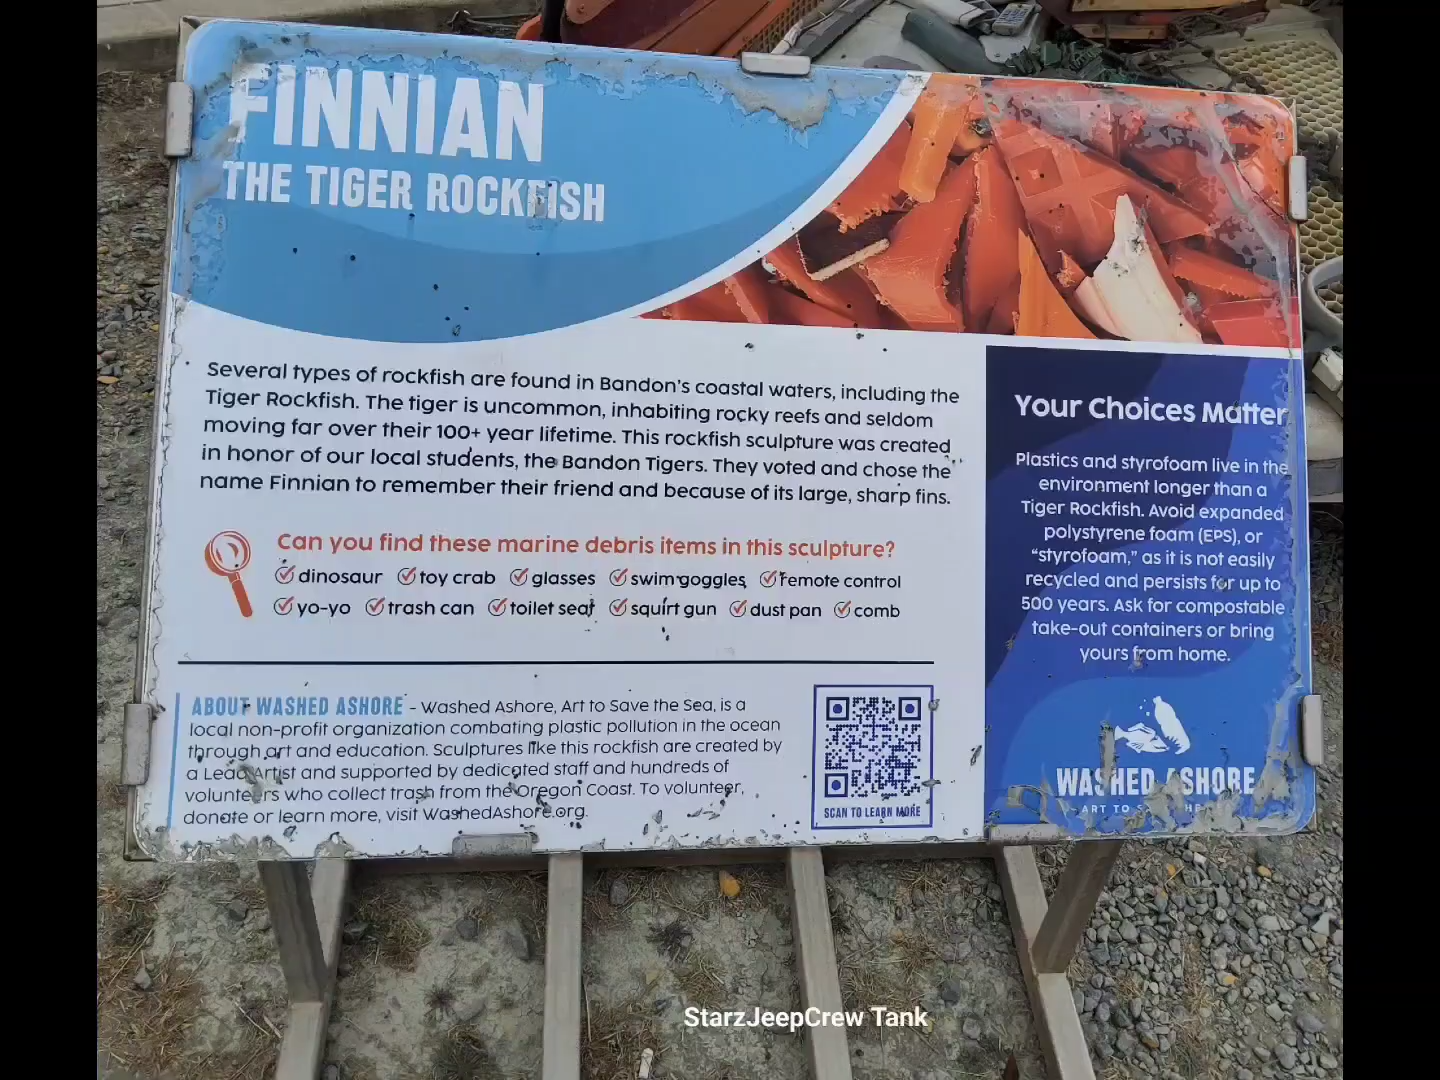 FINNIAN
THE TIGER ROCKFISH
Several types of rockfish are found in Bandon's coastal waters, including the
Tiger Rockfish. The tiger is uncommon, inhabiting rocky reefs and seldom
moving far over their 100+ year lifetime. This rockfish sculpture was created
in honor of our local students, the Bandon Tigers. They voted and chose the
name Finnian to remember their friend and because of its large, sharp fins.
Can you find these marine debris items in this sculpture?
dinosaur toy crab glasses swim goggles remote control
yo-yo trash can toilet seat squirt gun dust pan comb
ABOUT WASHED ASHORE - Washed Ashore, Art to Save the Sea, is a
local non-profit organization combating plastic pollution in the ocean
through art and education. Sculptures like this rockfish are created by
a Lead Artist and supported by dedicated staff and hundreds of
volunteers who collect trash from the Oregon Coast. To volunteer,
donate or learn more, visit WashedAshore.org.
SCAN TO LEARN MORE
Your Choices Matter
Plastics and styrofoam live in the
environment longer than a
Tiger Rockfish. Avoid expanded
polystyrene foam (EPS), or
"styrofoam," as it is not easily
recycled and persists for up to
500 years. Ask for compostable
take-out containers or bring
yours from home.
WASHED ASHORE
ART TO
StarzJeepCrew Tank